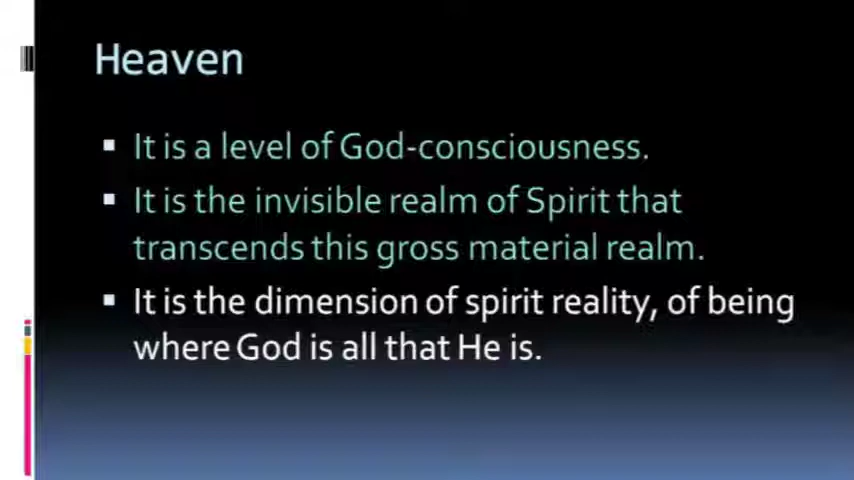 Heaven
It is a level of God-consciousness.
It is the invisible realm of Spirit that
transcends this gross material realm.
It is the dimension of spirit reality, of being
where God is all that He is.